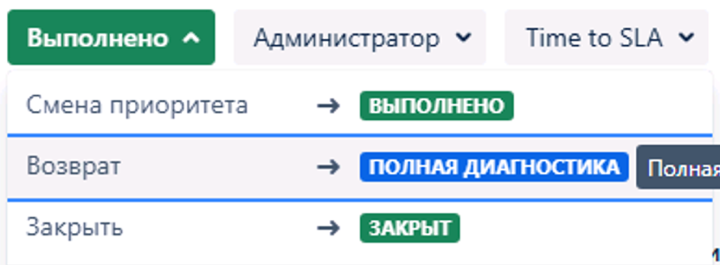 Выполнено Администратор Time to SLA
Смена приоритета → ВЫПОЛНЕНО
Возврат → ПОЛНАЯ ДИАГНОСТИКА Полная
Закрыть → ЗАКРЫТ